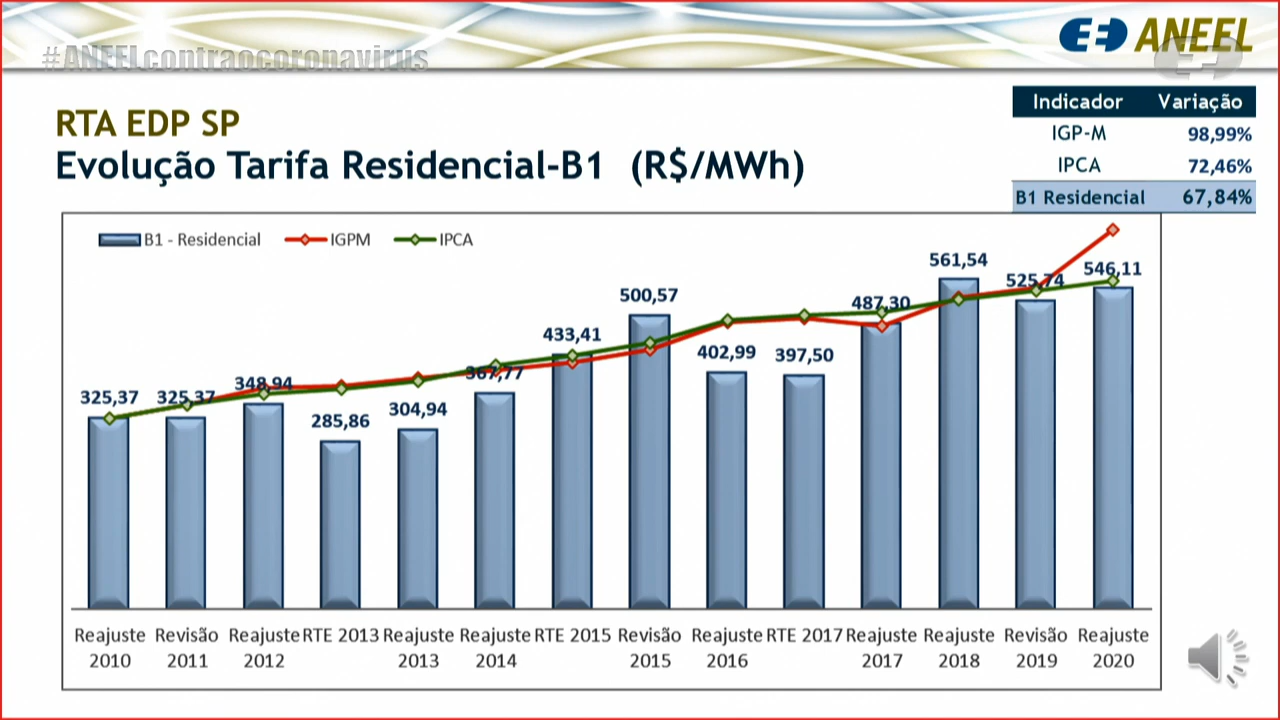 #ANEELcontraocoronavirus
ANEEL
RTA EDP SP
Evolução Tarifa Residencial-B1 (R$/MWh)
Indicador Variação
IGP-M 98,99%
IPCA 72,46%
B1 Residencial 67,84%
B1 - Residencial IGPM IPCA
325,37
325,37
348,94
285,86
304,94
367,77
433,41
500,57
402,99
397,50
487,30
561,54
525,74
546,11
Reajuste 2010
Revisão 2011
Reajuste 2012
RTE 2013
Reajuste 2013
Reajuste 2014
RTE 2015
Revisão 2015
Reajuste 2016
RTE 2017
Reajuste 2017
Reajuste 2018
Revisão 2019
Reajuste 2020